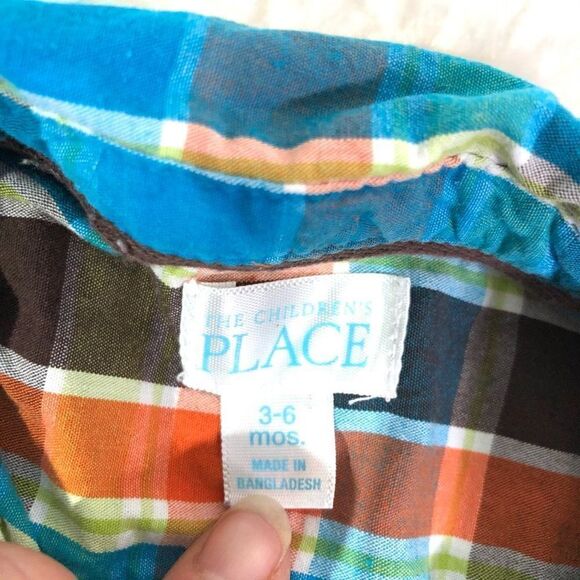 THE CHILDREN'S
PLACE
3-6
mos.
MADE IN
BANGLADESH